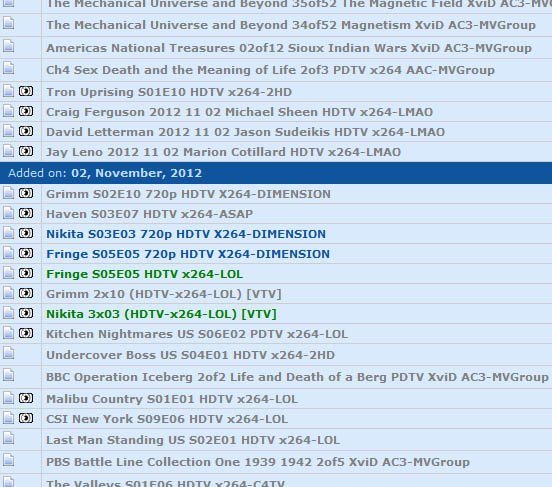 The Mechanical Universe and Beyond 35of52 The Magnetic Field XviD AC3-MVG
The Mechanical Universe and Beyond 34of52 Magnetism XviD AC3-MVGroup
Americas National Treasures 02of12 Sioux Indian Wars XviD AC3-MVGroup
Ch4 Sex Death and the Meaning of Life 2of3 PDTV x264 AAC-MVGroup
Tron Uprising S01E10 HDTV x264-2HD
Craig Ferguson 2012 11 02 Michael Sheen HDTV x264-LMAO
David Letterman 2012 11 02 Jason Sudeikis HDTV x264-LMAO
Jay Leno 2012 11 02 Marion Cotillard HDTV x264-LMAO
Added on: 02, November, 2012
Grimm S02E10 720p HDTV X264-DIMENSION
Haven S03E07 HDTV x264-ASAP
Nikita S03E03 720p HDTV X264-DIMENSION
Fringe S05E05 720p HDTV X264-DIMENSION
Fringe S05E05 HDTV x264-LOL
Grimm 2x10 (HDTV-x264-LOL) [VTV]
Nikita 3x03 (HDTV-x264-LOL) [VTV]
Kitchen Nightmares US S06E02 PDTV x264-LOL
Undercover Boss US S04E01 HDTV x264-2HD
BBC Operation Iceberg 2of2 Life and Death of a Berg PDTV XviD AC3-MVGroup
Malibu Country S01E01 HDTV x264-LOL
CSI New York S09E06 HDTV x264-LOL
Last Man Standing US S02E01 HDTV x264-LOL
PBS Battle Line Collection One 1939 1942 2of5 XviD AC3-MVGroup
The Valleys S01E06 HDTV x264-C4TV